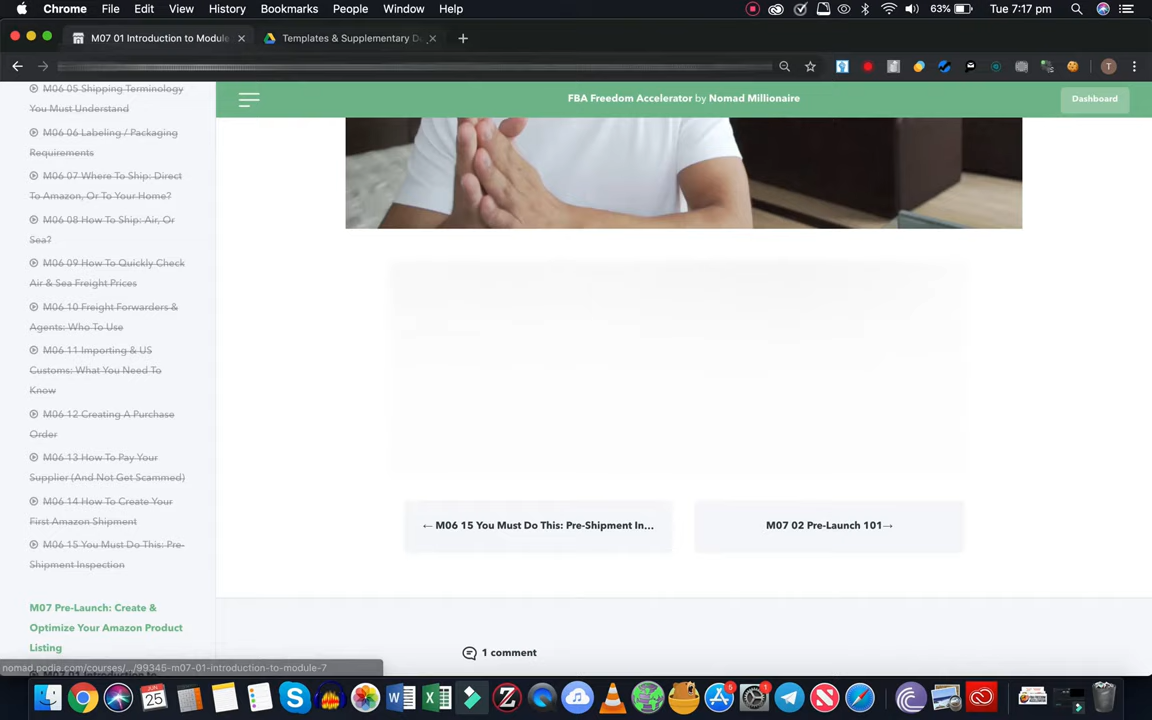 Chrome File Edit View History Bookmarks People Window Help 63% Tue 7:17 pm
M07 01 Introduction to Module Templates & Supplementary D
FBA Freedom Accelerator by Nomad Millionaire Dashboard
M06 05 Shipping Terminology
You Must Understand
M06 06 Labeling / Packaging
Requirements
M06 07 Where To Ship: Direct
To Amazon, Or To Your Home?
M06 08 How To Ship: Air, Or
Sea?
M06 09 How To Quickly Check
Air & Sea Freight Prices
M06 10 Freight Forwarders &
Agents: Who To Use
M06 11 Importing & US
Customs: What You Need To
Know
M06 12 Creating A Purchase
Order
M06 13 How To Pay Your
Supplier (And Not Get Scammed)
M06 14 How To Create Your
First Amazon Shipment
M06 15 You Must Do This: Pre-
Shipment Inspection
M07 Pre-Launch: Create &
Optimize Your Amazon Product
Listing
M07 01 Introduction to
← M06 15 You Must Do This: Pre-Shipment In...
M07 02 Pre-Launch 101→
1 comment
nomad.podia.com/courses/.../99345-m07-01-introduction-to-module-7
JUN
25
6
1